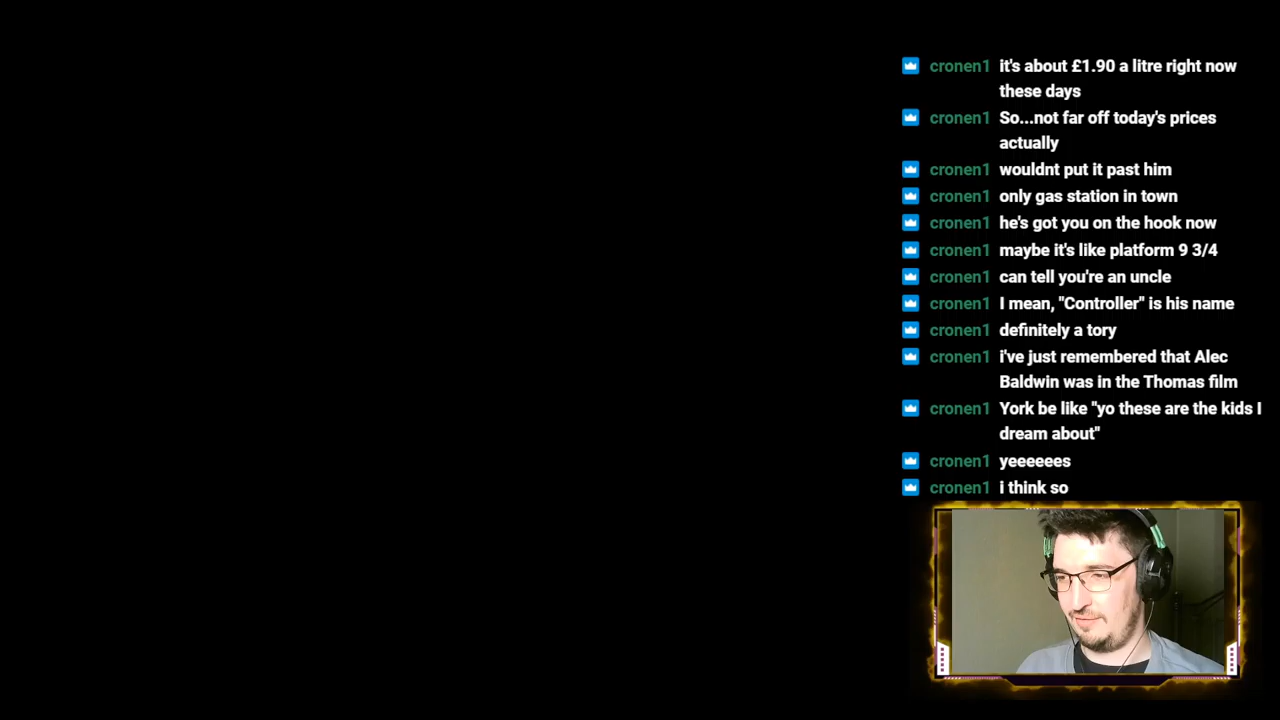 cronen1 it's about £1.90 a litre right now
these days
cronen1 So...not far off today's prices
actually
cronen1 wouldnt put it past him
cronen1 only gas station in town
cronen1 he's got you on the hook now
cronen1 maybe it's like platform 9 3/4
cronen1 can tell you're an uncle
cronen1 I mean, "Controller" is his name
cronen1 definitely a tory
cronen1 i've just remembered that Alec
Baldwin was in the Thomas film
cronen1 York be like "yo these are the kids I
dream about"
cronen1 yeeeeees
cronen1 i think so